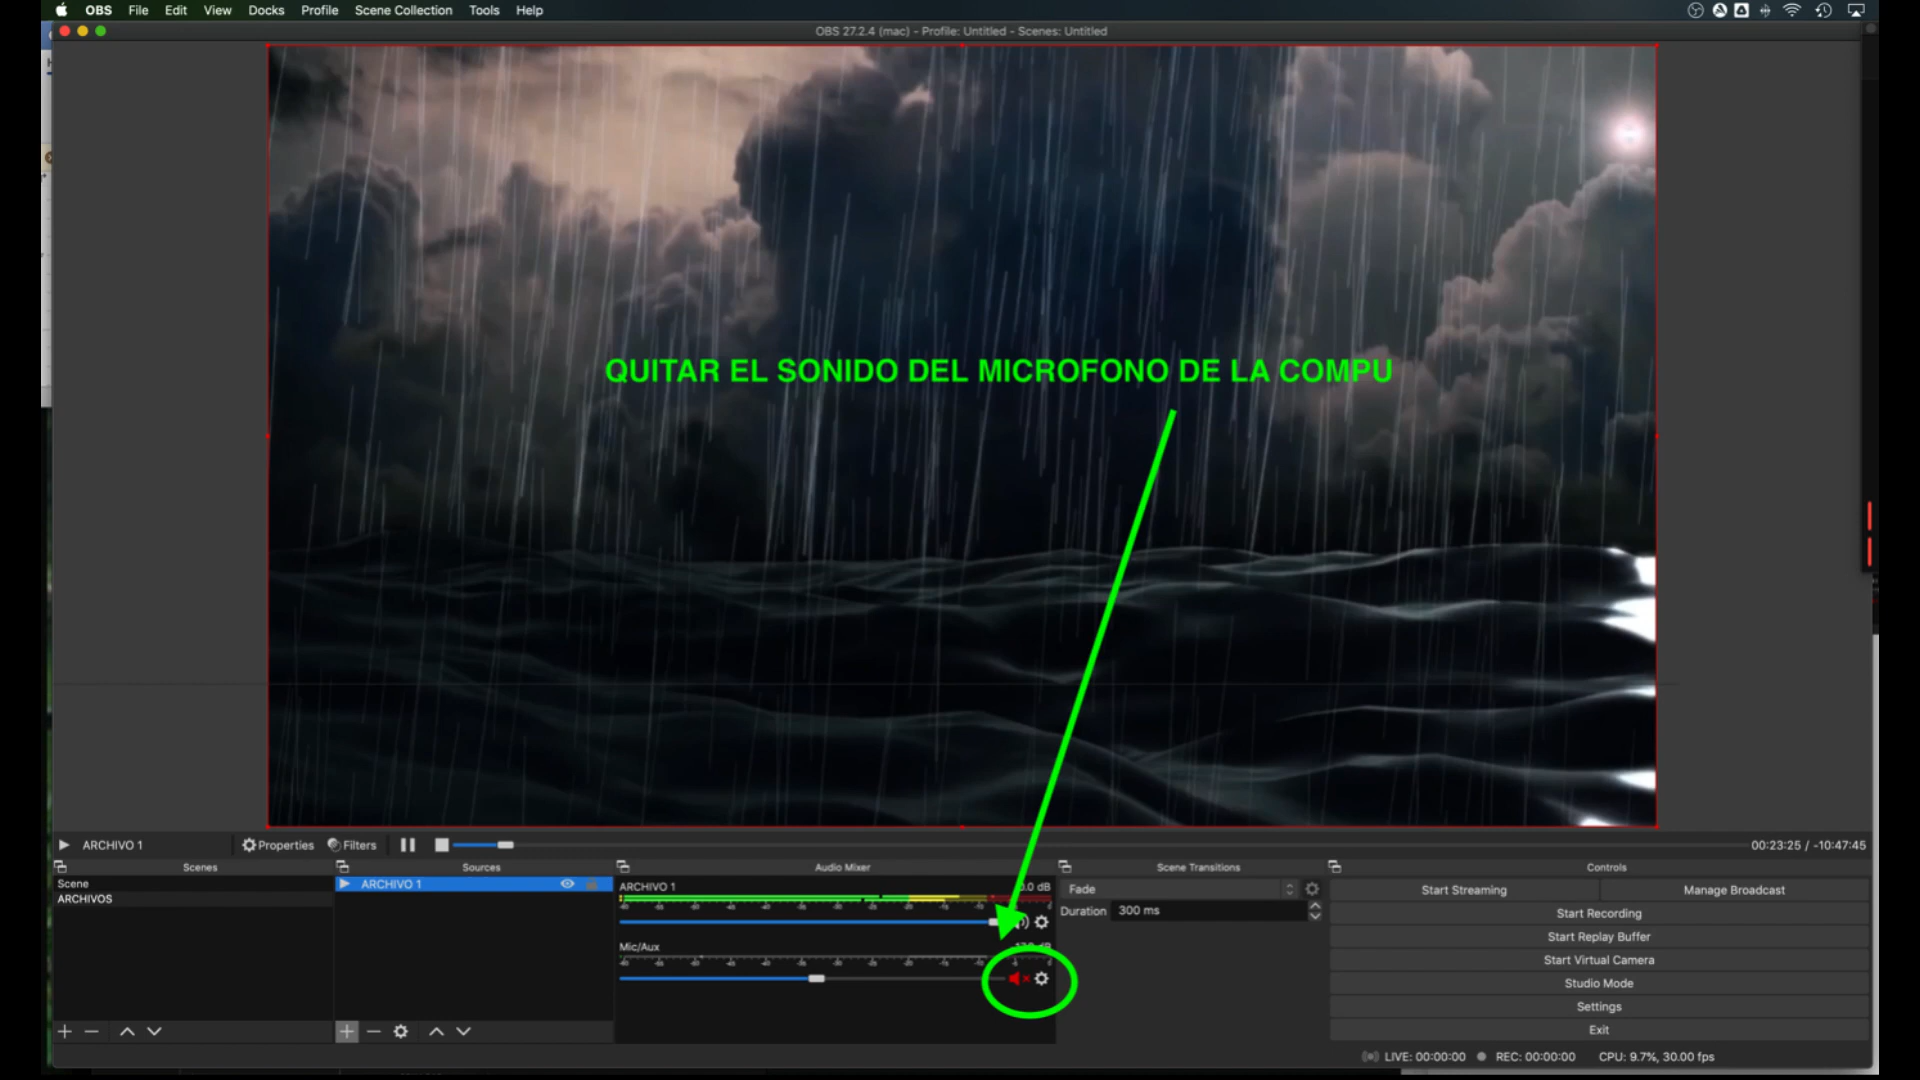 OBS File Edit View Docks Profile Scene Collection Tools Help
OBS 27.2.4 (mac) - Profile: Untitled - Scenes: Untitled
QUITAR EL SONIDO DEL MICROFONO DE LA COMPU
ARCHIVO 1 Properties Filters 00:23:25 / -10:47:45
Scenes Sources Audio Mixer Scene Transitions Controls
Scene
ARCHIVOS
ARCHIVO 1
ARCHIVO 1 0.0 dB
Mic/Aux
Fade
Duration 300 ms
Start Streaming Manage Broadcast
Start Recording
Start Replay Buffer
Start Virtual Camera
Studio Mode
Settings
Exit
LIVE: 00:00:00 REC: 00:00:00 CPU: 9.7%, 30.00 fps